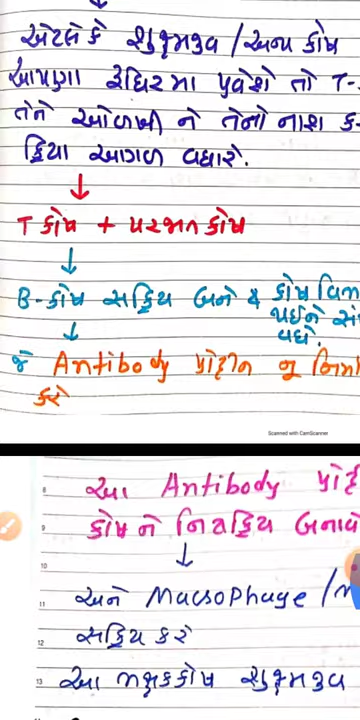 એટલે કે સુક્ષ્મજીવ / અન્ય કોષ
આપણા રૂધિરમા પ્રવેશે તો T-
તેને ઓળખી ને તેનો નાશ ક
ક્રિયા આગળ વધારે.
T કોષ + પરજાત કોષ
B-કોષ સક્રિય બને & કોષ વિભ
થઈને સં
વધે.
જે Antibody પ્રોટીન નુ નિર્મા
કરે
Scanned with CamScanner
8 આ Antibody પ્રોટી
9 કોષ ને નિષ્ક્રિય બનાવે
10
11 અને Macrophage /
12 સક્રિય કરે
13 આ ભક્ષકકોષ સુક્ષ્મજીવ